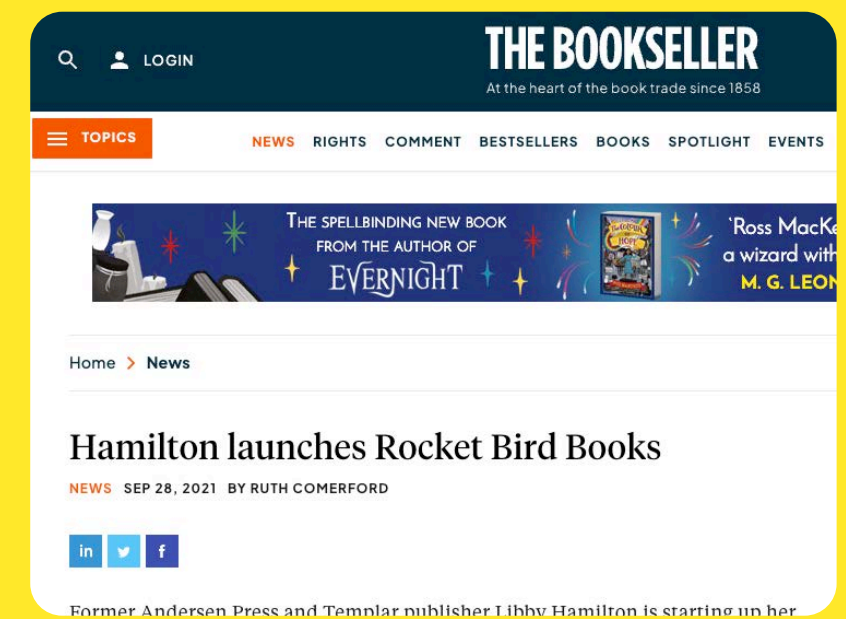 LOGIN
THE BOOKSELLER
At the heart of the book trade since 1858
TOPICS
NEWS RIGHTS COMMENT BESTSELLERS BOOKS SPOTLIGHT EVENTS
THE SPELLBINDING NEW BOOK
FROM THE AUTHOR OF
EVERNIGHT
'Ross MacKe
a wizard with
M. G. LEON
Home > News
Hamilton launches Rocket Bird Books
NEWS SEP 28, 2021 BY RUTH COMERFORD
in f
Former Andersen Press and Templar publisher Libby Hamilton is starting up her